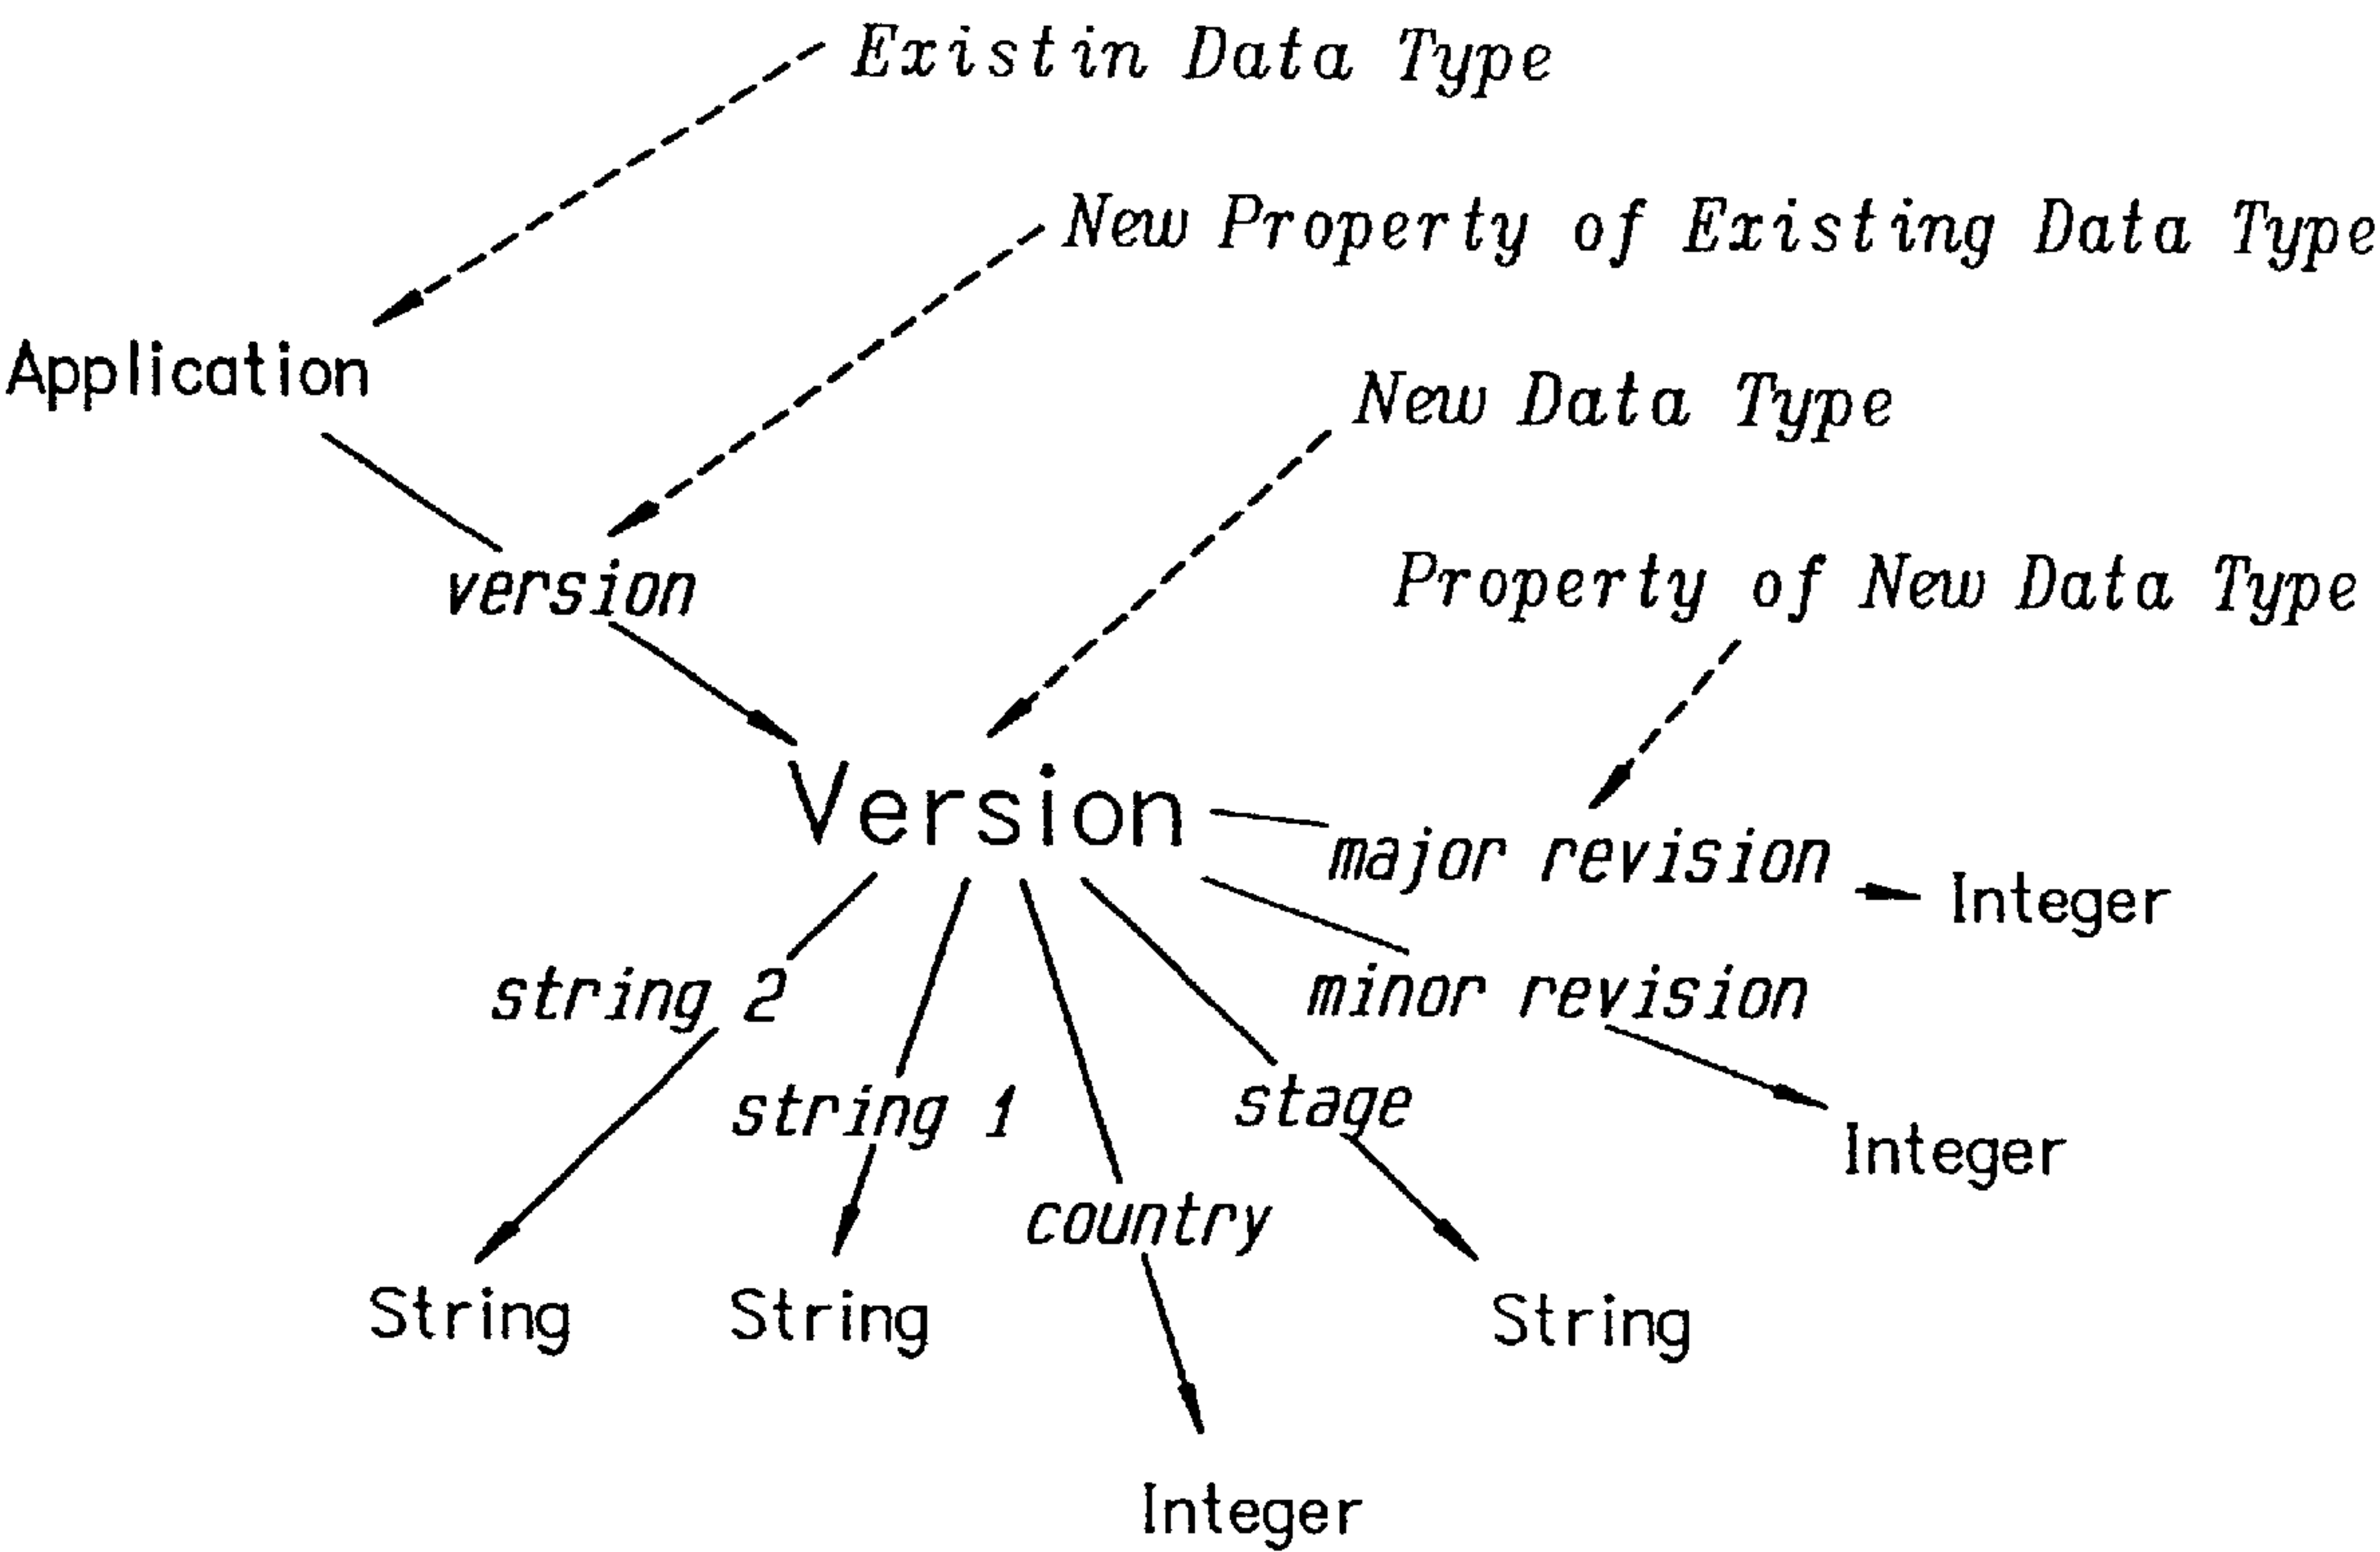 Existin Data Type
New Property of Existing Data Type
Application
New Data Type
version
Property of New Data Type
Version
major revision
Integer
string 2
minor revision
string 1
stage
Integer
country
String
String
String
Integer